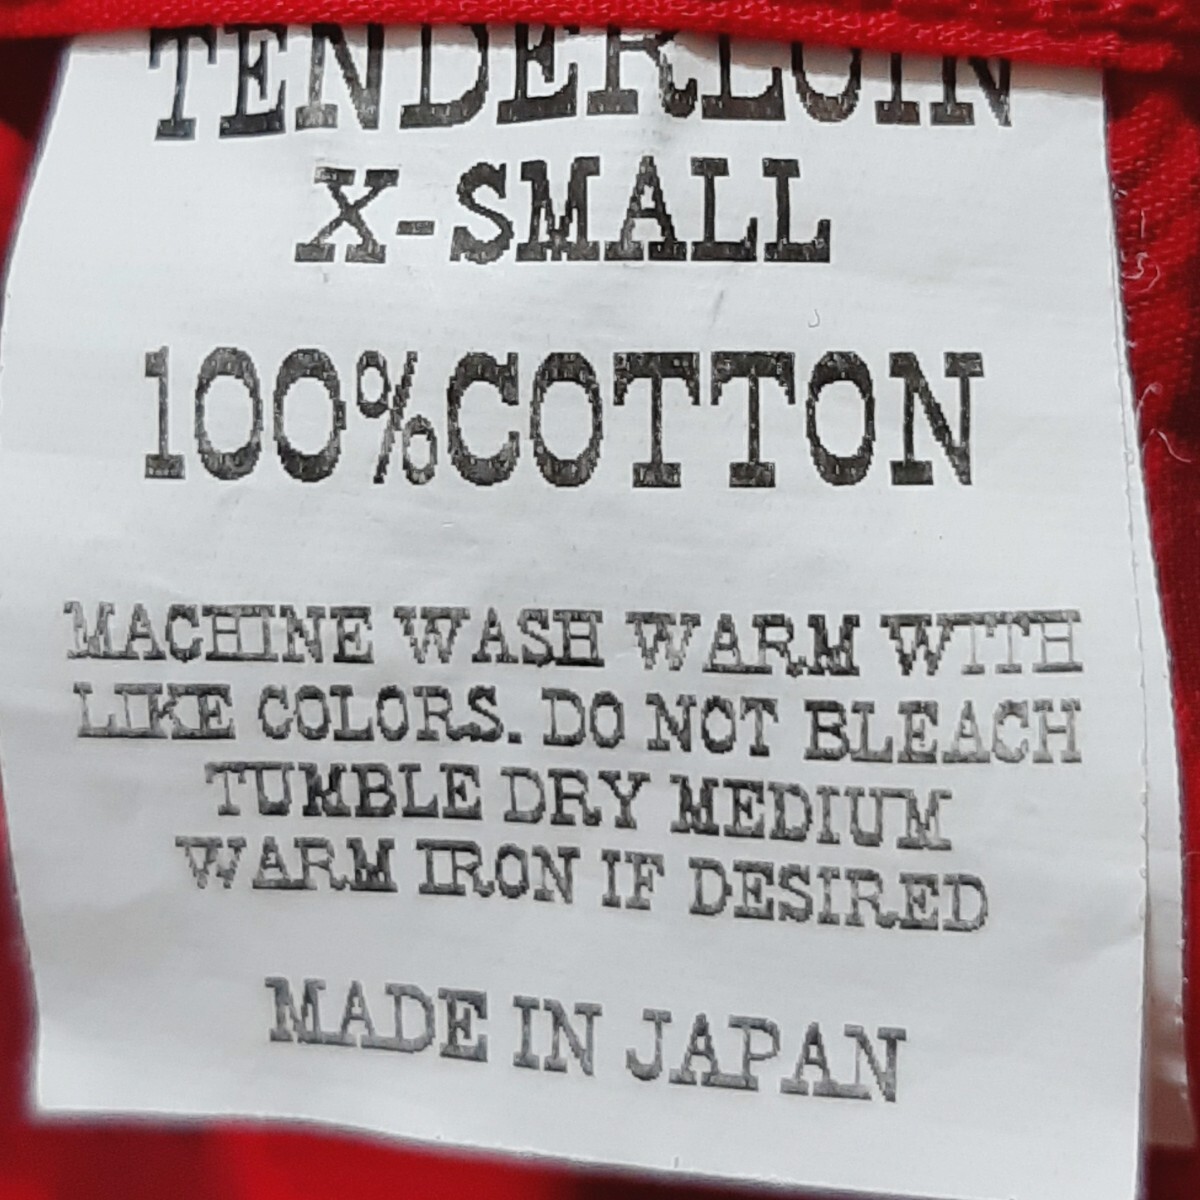 TENDERLOIN
X-SMALL
100%COTTON
MACHINE WASH WARM WITH
LIKE COLORS. DO NOT BLEACH
TUMBLE DRY MEDIUM
WARM IRON IF DESIRED
MADE IN JAPAN